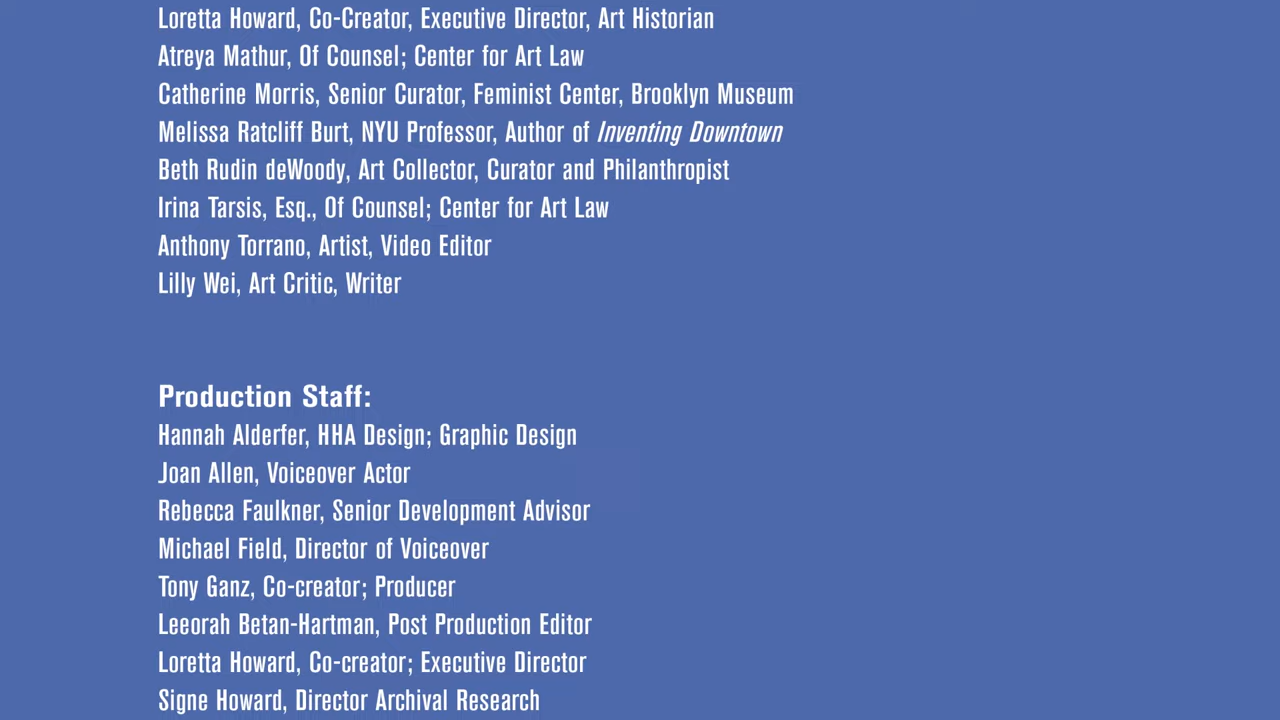 Loretta Howard, Co-Creator, Executive Director, Art Historian
Atreya Mathur, Of Counsel; Center for Art Law
Catherine Morris, Senior Curator, Feminist Center, Brooklyn Museum
Melissa Ratcliff Burt, NYU Professor, Author of Inventing Downtown
Beth Rudin deWoody, Art Collector, Curator and Philanthropist
Irina Tarsis, Esq., Of Counsel; Center for Art Law
Anthony Torrano, Artist, Video Editor
Lilly Wei, Art Critic, Writer
Production Staff:
Hannah Alderfer, HHA Design; Graphic Design
Joan Allen, Voiceover Actor
Rebecca Faulkner, Senior Development Advisor
Michael Field, Director of Voiceover
Tony Ganz, Co-creator; Producer
Leeorah Betan-Hartman, Post Production Editor
Loretta Howard, Co-creator; Executive Director
Signe Howard, Director Archival Research